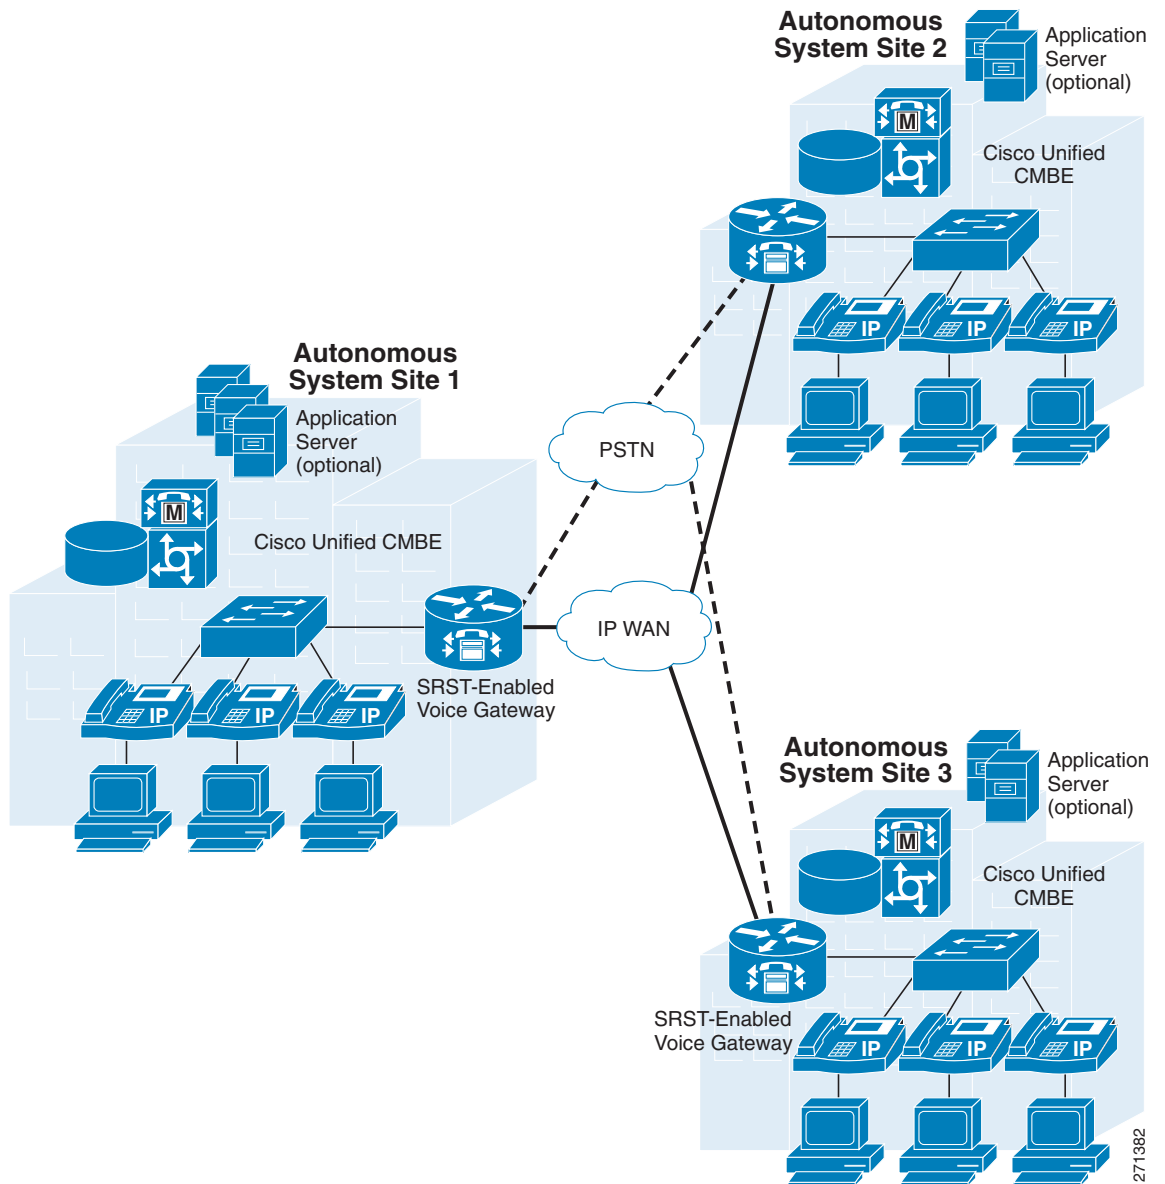 Autonomous
System Site 2
Application
Server
(optional)
M
Cisco Unified
CMBE
IP
IP
IP
Autonomous
System Site 1
Application
Server
(optional)
M
Cisco Unified CMBE
PSTN
IP WAN
SRST-Enabled
Voice Gateway
IP
IP
IP
Autonomous
System Site 3
Application
Server
(optional)
M
Cisco Unified
CMBE
SRST-Enabled
Voice Gateway
IP
IP
IP
271382